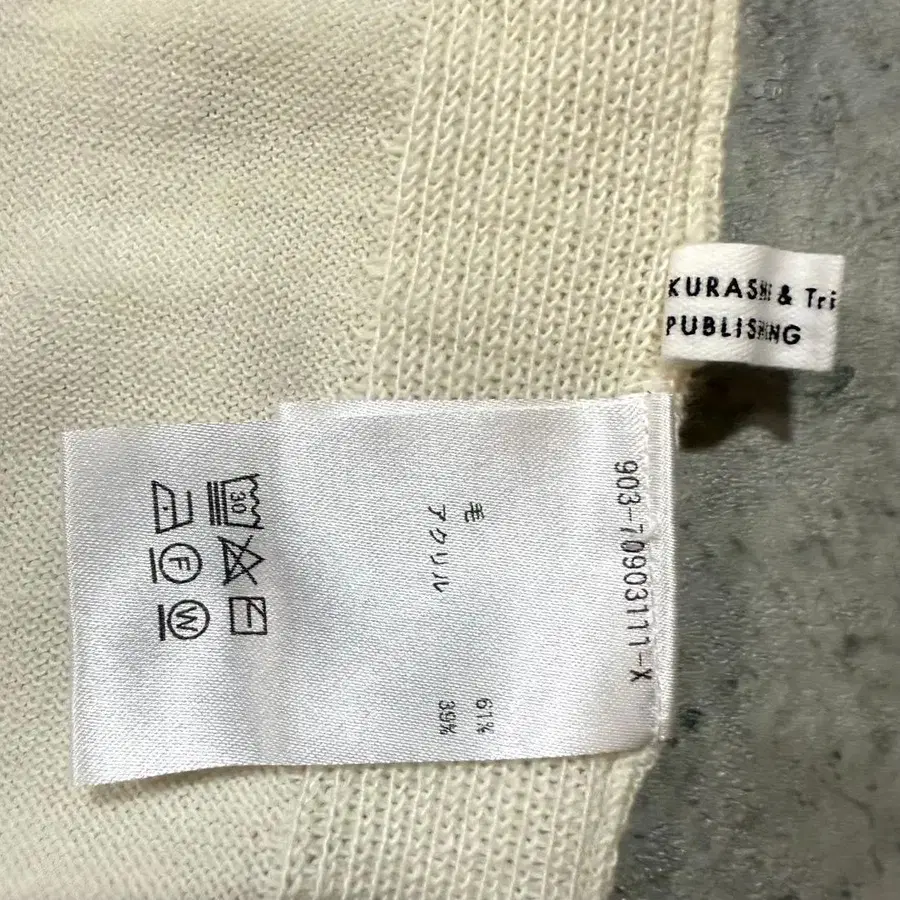 KURASHI & Tri
PUBLISHING
903-70903111-X
毛 61%
アクリル 39%
30
F
W